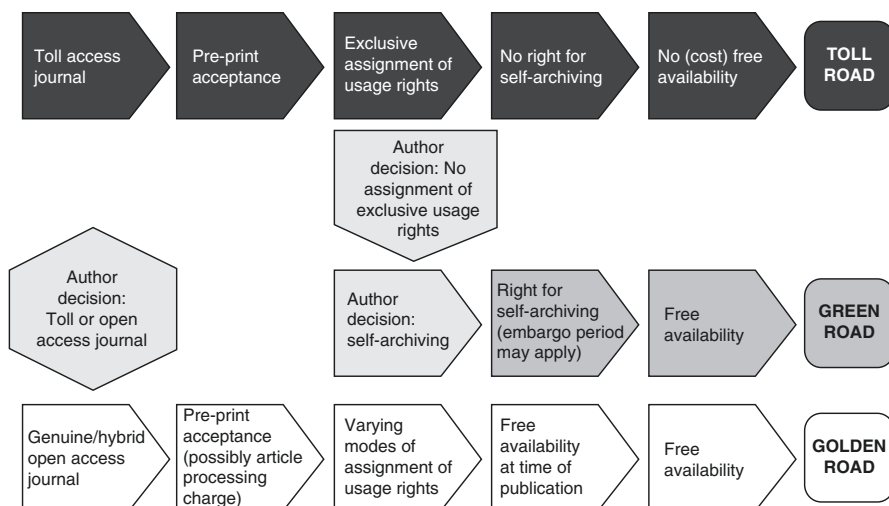 Toll access
journal
Pre-print
acceptance
Exclusive
assignment of
usage rights
No right for
self-archiving
No (cost) free
availability
TOLL
ROAD
Author
decision: No
assignment of
exclusive usage
rights
Author
decision:
Toll or open
access journal
Author
decision:
self-archiving
Right for
self-archiving
(embargo period
may apply)
Free
availability
GREEN
ROAD
Genuine/hybrid
open access
journal
Pre-print
acceptance
(possibly article
processing
charge)
Varying
modes of
assignment of
usage rights
Free
availability
at time of
publication
Free
availability
GOLDEN
ROAD